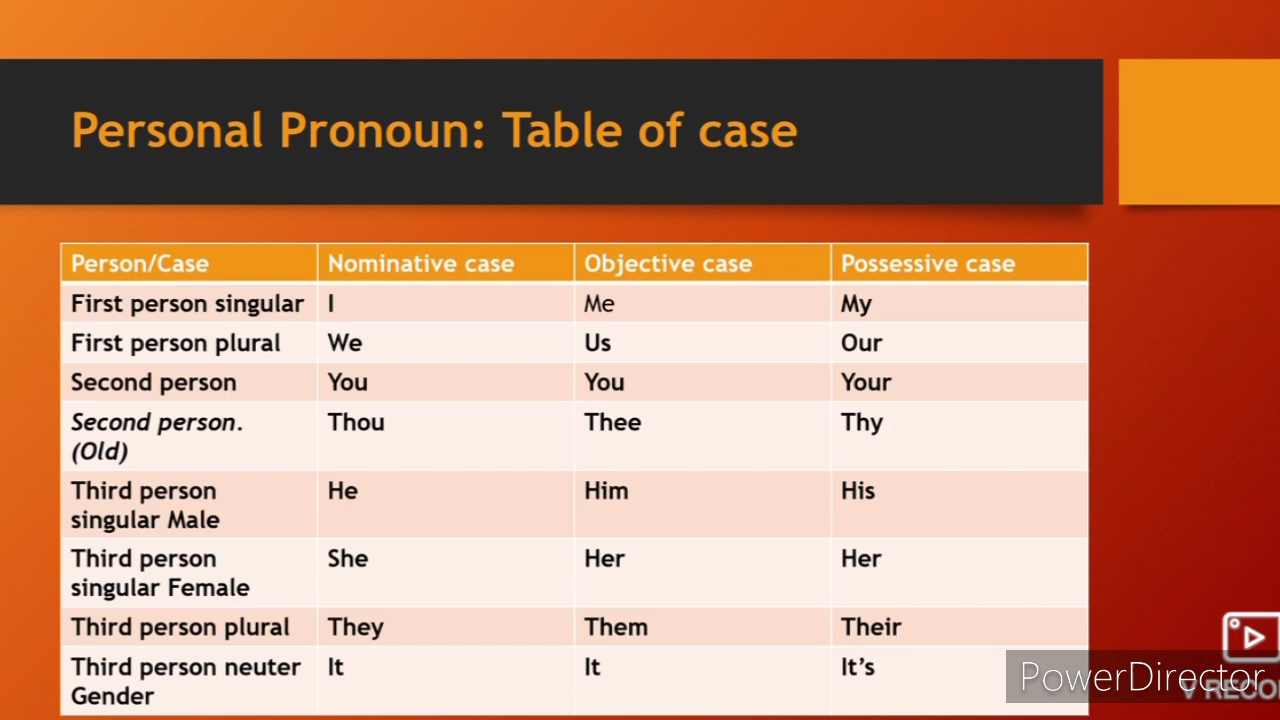 Personal Pronoun: Table of case
Person/Case Nominative case Objective case Possessive case
First person singular I Me My
First person plural We Us Our
Second person You You Your
Second person. Thou Thee Thy
(Old)
Third person He Him His
singular Male
Third person She Her Her
singular Female
Third person plural They Them Their
Third person neuter It It It's
Gender
PowerDirector